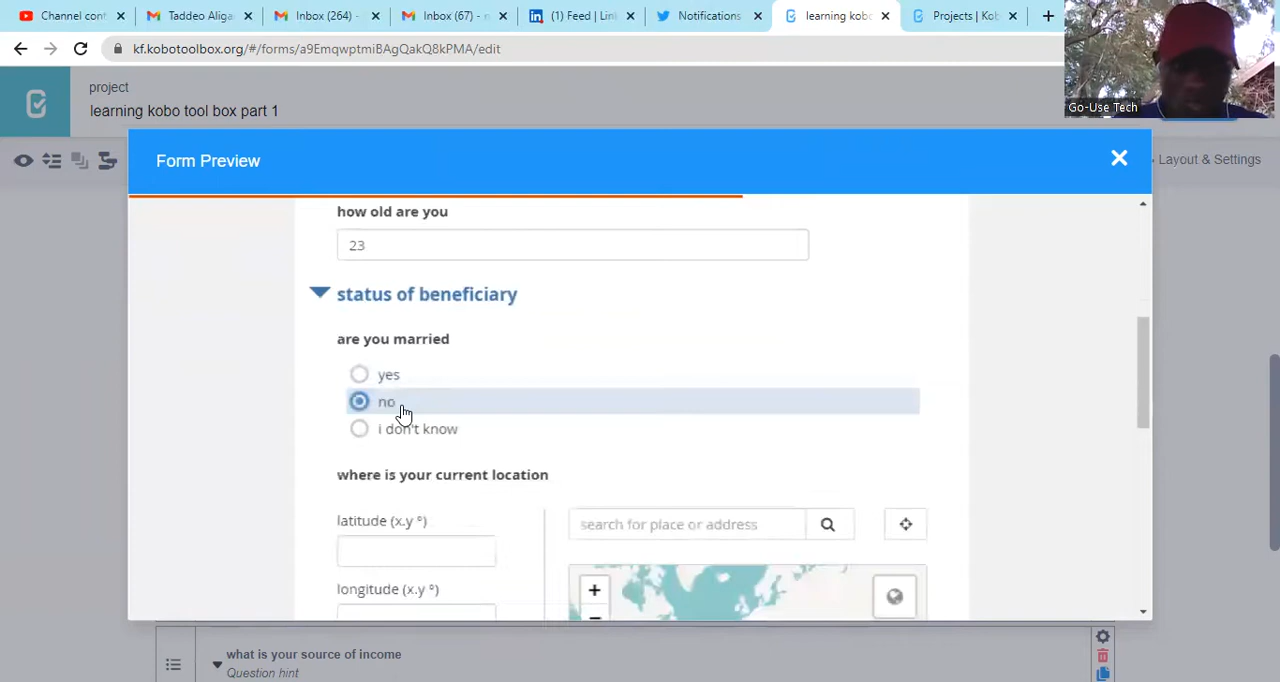 Channel cont
Taddeo Aliga
Inbox (264) -
Inbox (67) - n
(1) Feed | Link
Notifications
learning kobo
Projects | Kob
kf.kobotoolbox.org/#/forms/a9EmqwptmiBAgQakQ8kPMA/edit
Go-Use Tech
project
learning kobo tool box part 1
Layout & Settings
Form Preview
how old are you
23
status of beneficiary
are you married
yes
no
i don't know
where is your current location
latitude (x.y °)
search for place or address
longitude (x.y °)
what is your source of income
Question hint